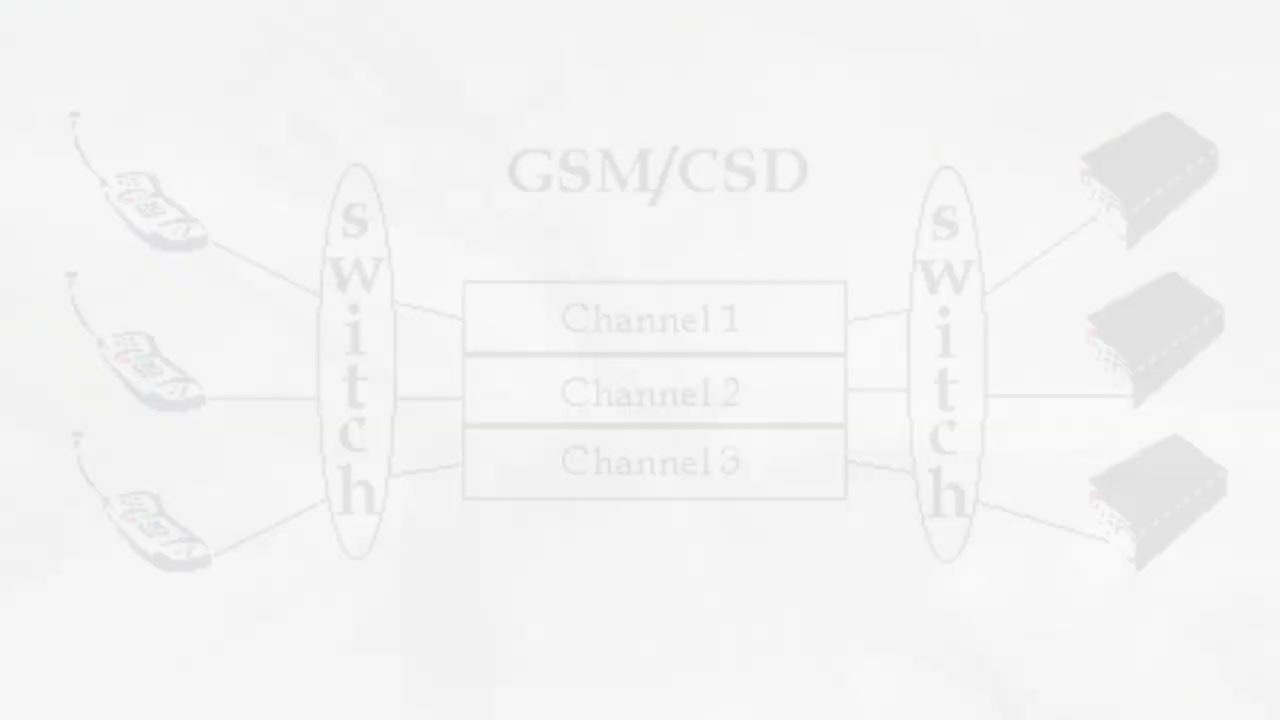 GSM/CSD
switch
Channel 1
Channel 2
Channel 3
switch